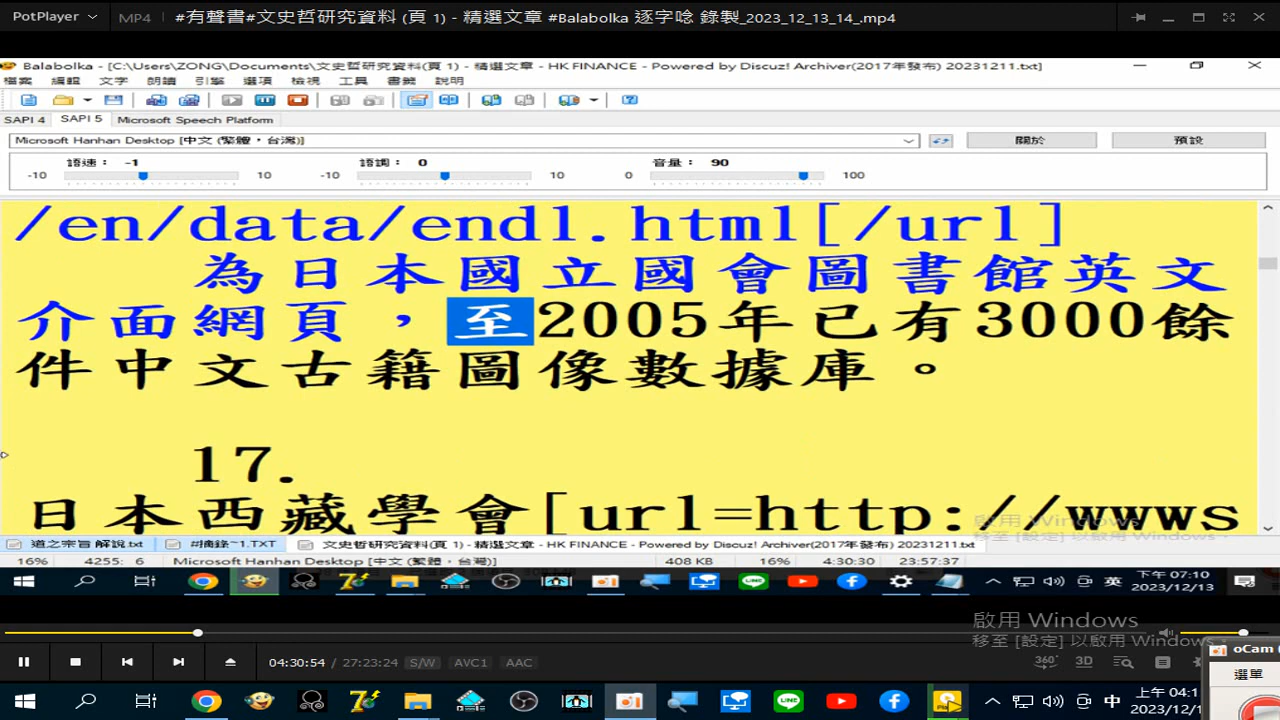 PotPlayer MP4 #有聲書#文史哲研究資料 (頁 1) - 精選文章 #Balabolka 逐字唸 錄製_2023_12_13_14_.mp4
Balabolka - [C:\Users\ZONG\Documents\文史哲研究資料(頁 1) - 精選文章 - HK FINANCE - Powered by Discuz! Archiver(2017年發布) 20231211.txt]
檔案 編輯 文字 朗讀 引擎 選項 檢視 工具 書籤 說明
SAPI 4 SAPI 5 Microsoft Speech Platform
Microsoft Hanhan Desktop [中文 (繁體，台灣)] 關於 預設
語速： -1 語調： 0 音量： 90
-10 10 -10 10 0 100
/en/data/endl.html[/url]
為日本國立國會圖書館英文
介面網頁，至2005年已有3000餘
件中文古籍圖像數據庫。
17.
日本西藏學會[url=http://wwws
啟用 Windows
移至 [設定] 以啟用 Windows。
道之宗旨 解說.txt #摘錄~1.TXT 文史哲研究資料(頁 1) - 精選文章 - HK FINANCE - Powered by Discuz! Archiver(2017年發布) 20231211.txt
16% 4255: 6 Microsoft Hanhan Desktop [中文 (繁體，台灣)] 408 KB 16% 4:30:30 23:57:37
英 下午 07:10
2023/12/13
啟用 Windows
移至 [設定] 以啟用 Windows。
04:30:54 / 27:23:24 S/W AVC1 AAC 360° 3D
oCam (
選單
中 上午 04:1
2023/12/1